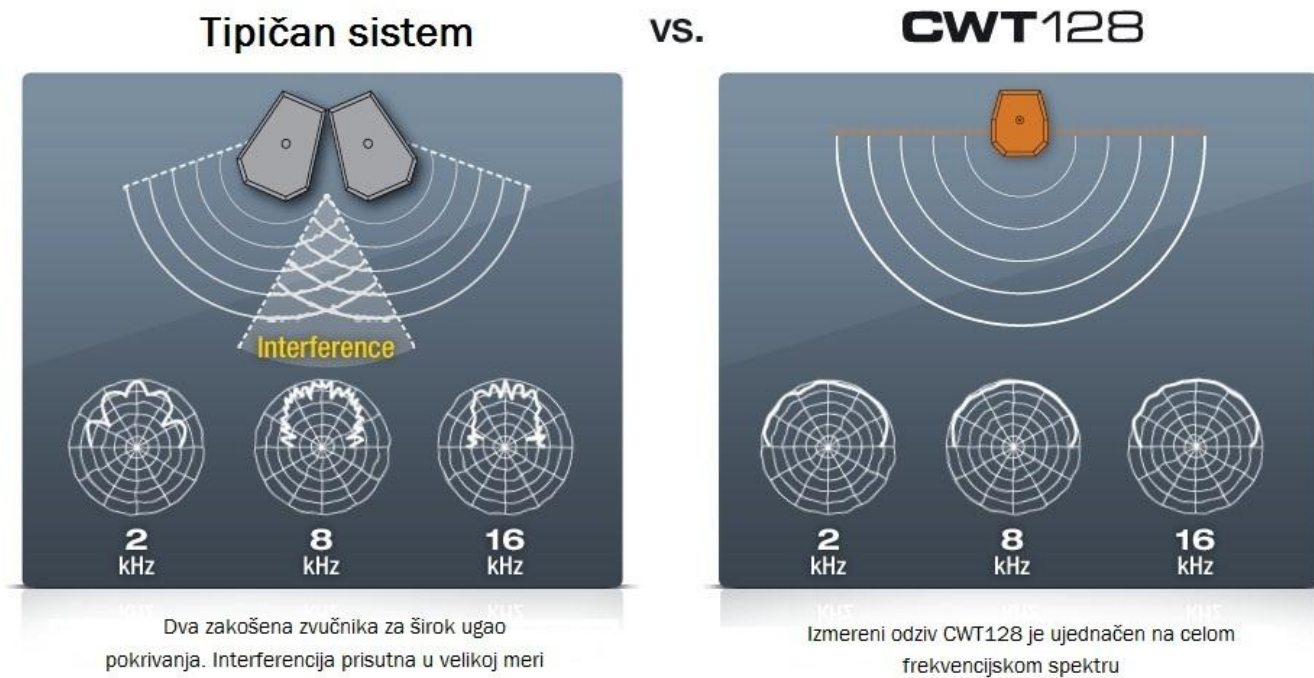 Tipičan sistem
vs.
CWT128
Interference
2
kHz
8
kHz
16
kHz
2
kHz
8
kHz
16
kHz
Dva zakošena zvučnika za širok ugao
pokrivanja. Interferencija prisutna u velikoj meri
Izmereni odziv CWT128 je ujednačen na celom
frekvencijskom spektru